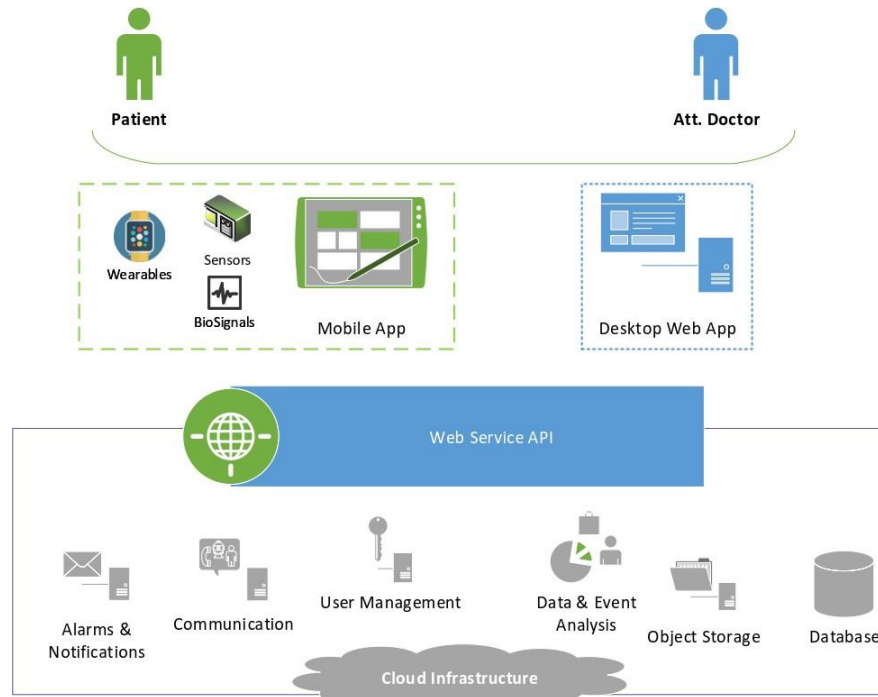 Patient
Att. Doctor
Wearables
Sensors
BioSignals
Mobile App
Desktop Web App
Web Service API
Alarms &
Notifications
Communication
User Management
Data & Event
Analysis
Object Storage
Database
Cloud Infrastructure